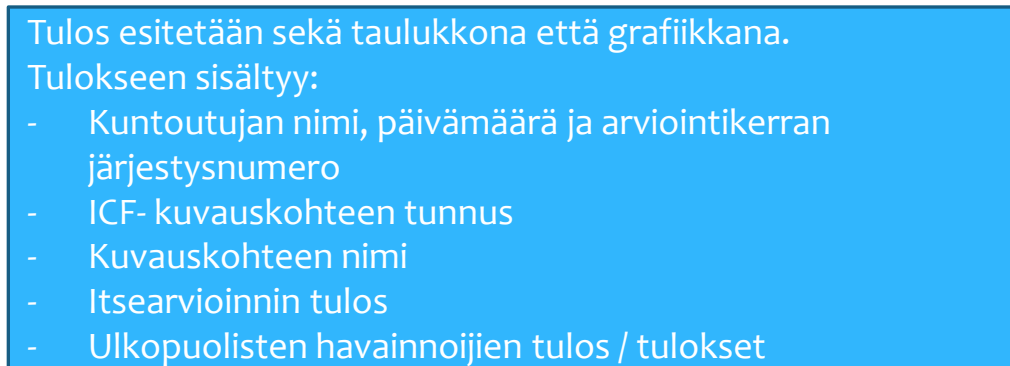 Tulos esitetään sekä taulukkona että grafiikkana.
Tulokseen sisältyy:
- Kuntoutujan nimi, päivämäärä ja arviointikerran
järjestysnumero
- ICF- kuvauskohteen tunnus
- Kuvauskohteen nimi
- Itsearvioinnin tulos
- Ulkopuolisten havainnoijien tulos / tulokset